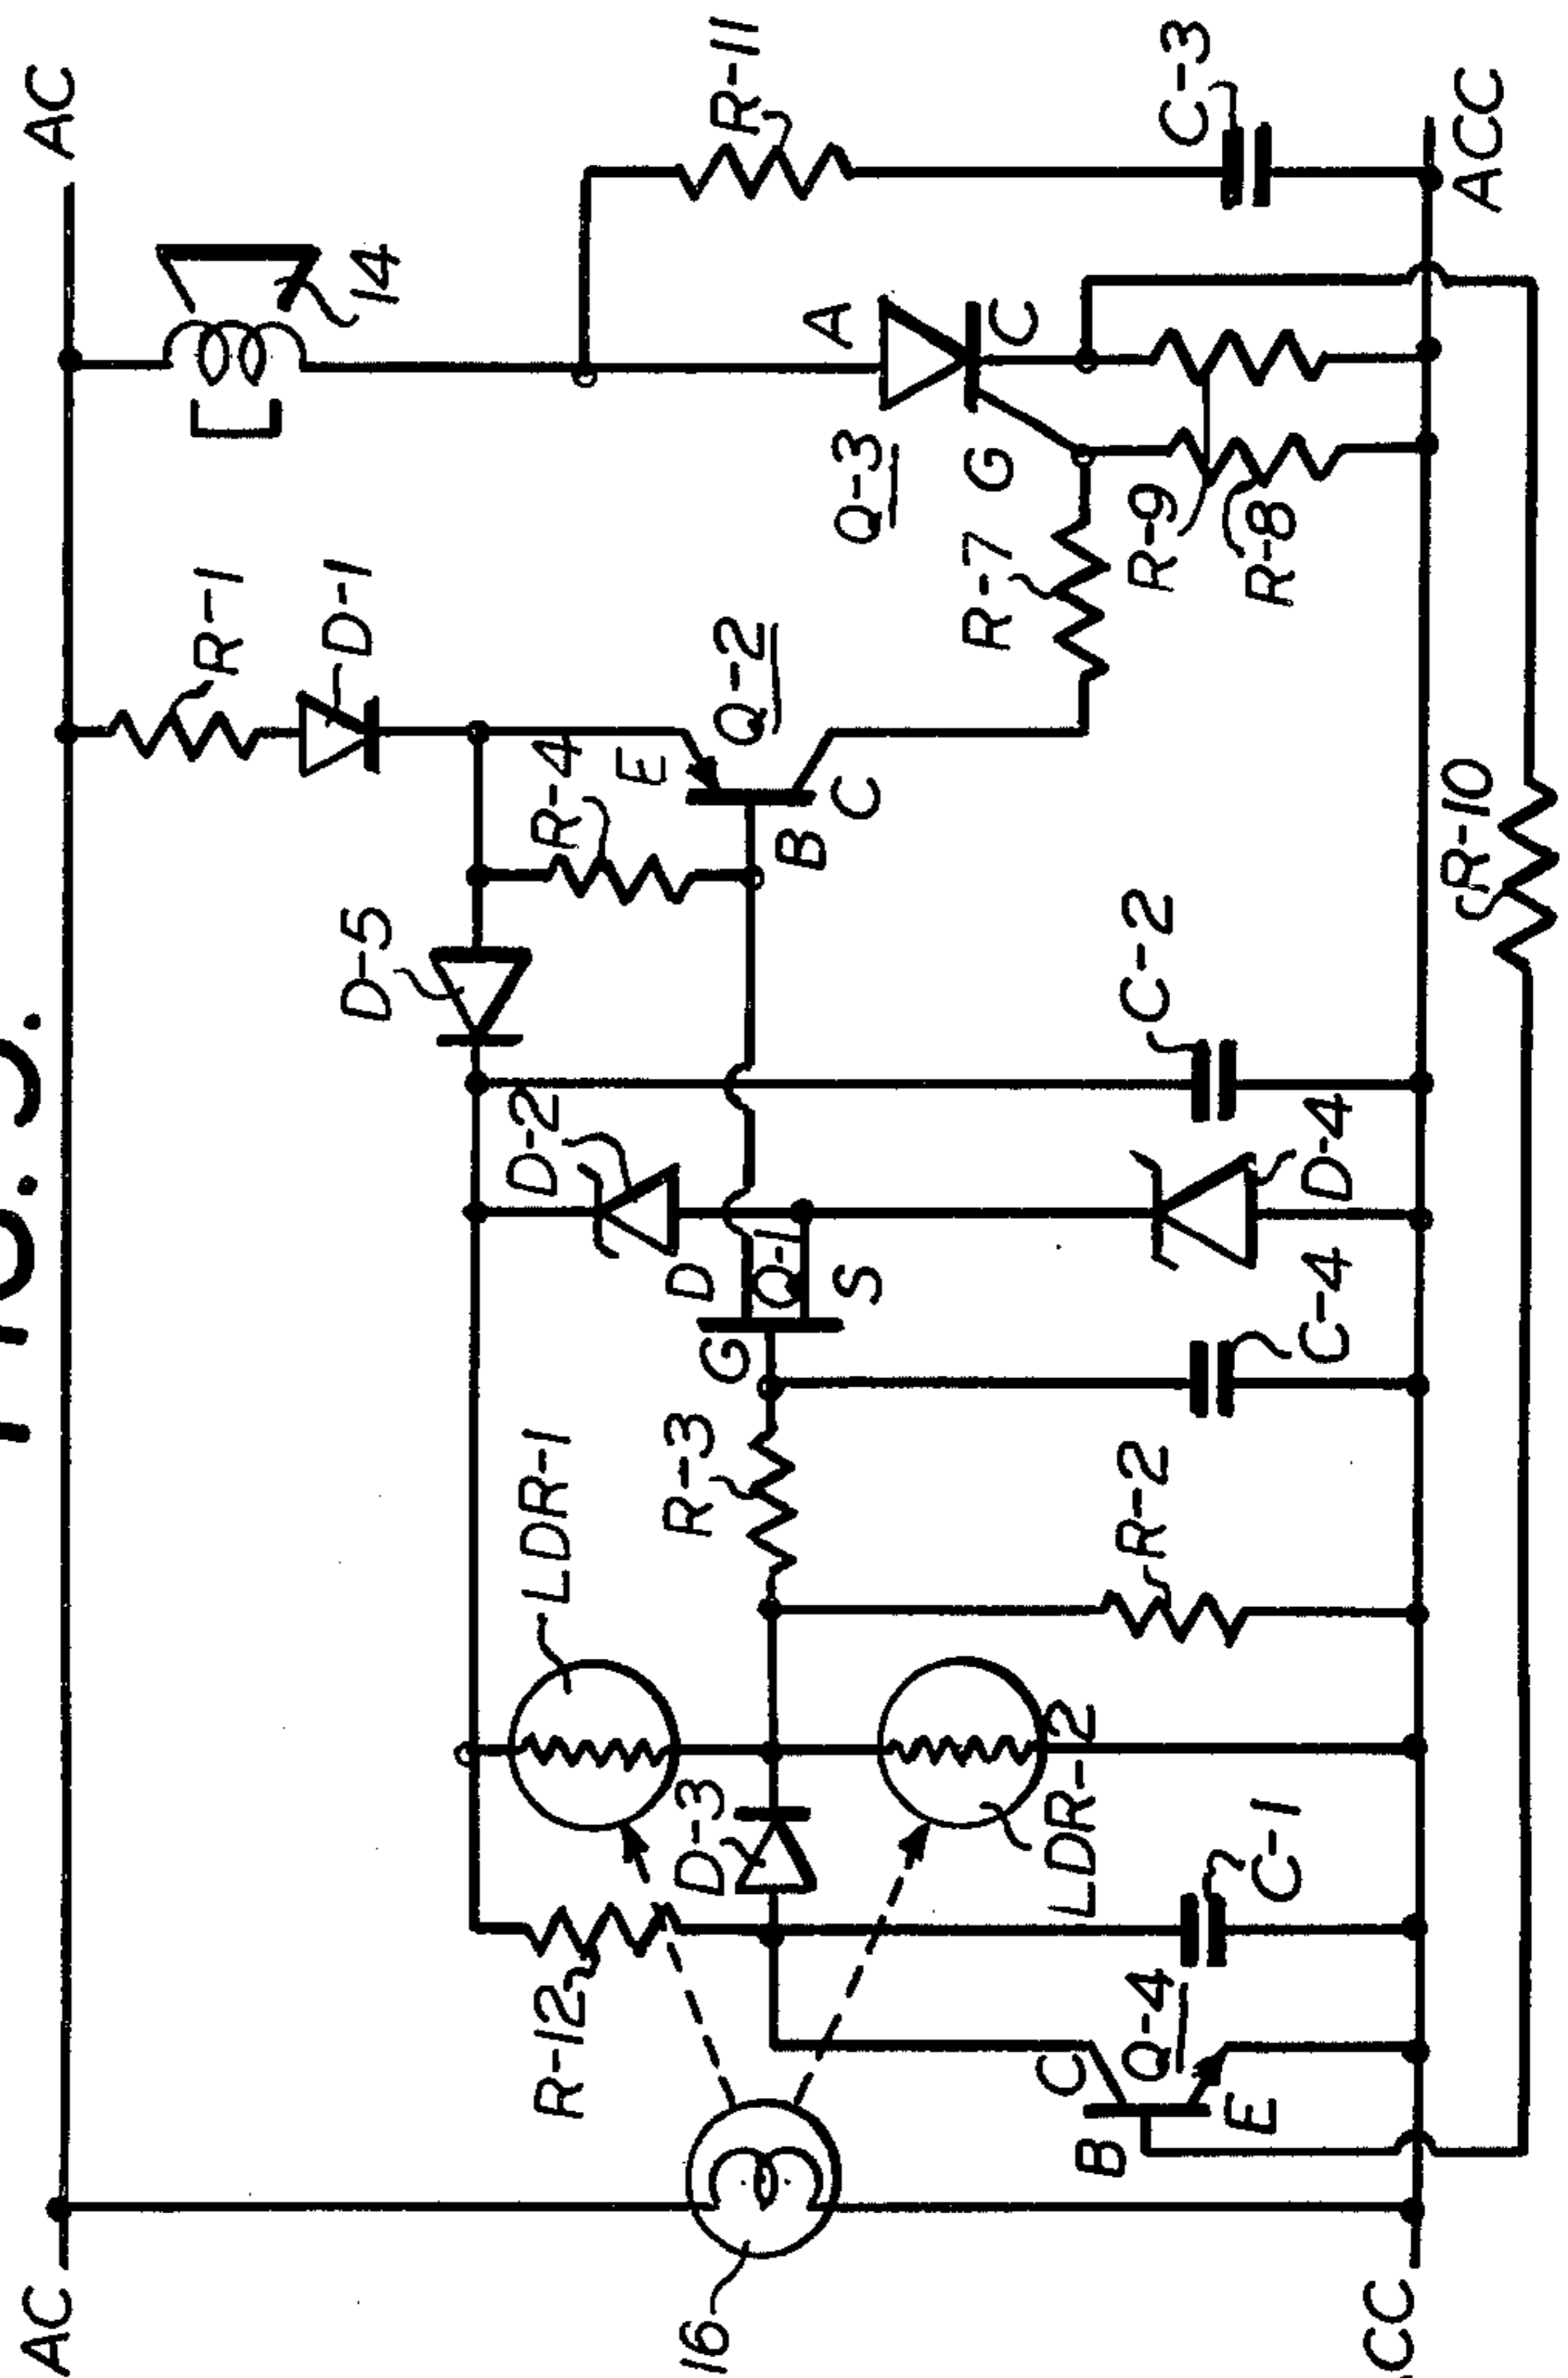 AC
AC
R-1
D-1
14
D-5
R-12
LDR-1
D-2
R-4
E
16
D-3
R-3
D
G
Q-2
R-11
Q-1
B
S
C
Q-3
A
R-7
G
C
C
LDR-2
B
Q-4
R-2
C-2
R-9
C-3
E
C-1
C-4
D-4
R-8
CC
R-10
ACC